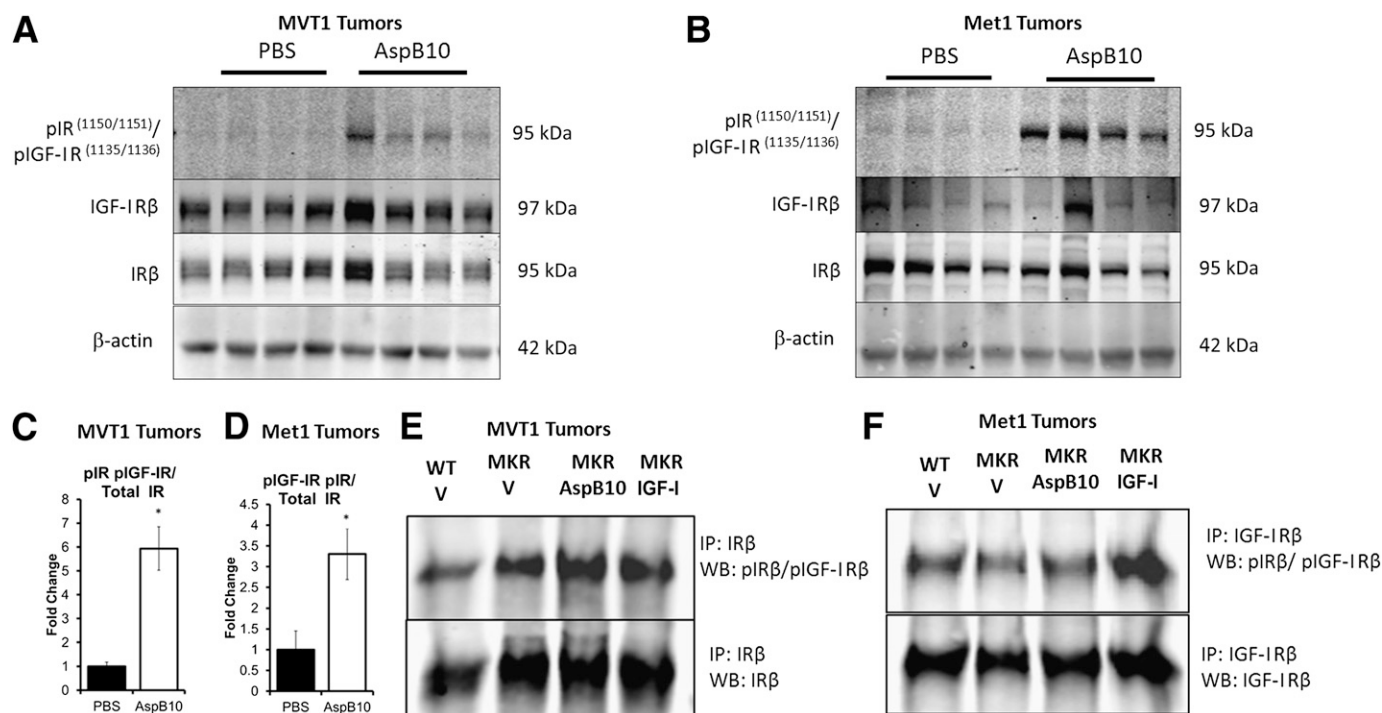 A
MVT1 Tumors
PBS
AspB10
pIR (1150/1151)/
pIGF-IR (1135/1136)
95 kDa
IGF-IRβ
97 kDa
IRβ
95 kDa
β-actin
42 kDa
B
Met1 Tumors
PBS
AspB10
pIR (1150/1151)/
pIGF-IR (1135/1136)
95 kDa
IGF-IRβ
97 kDa
IRβ
95 kDa
β-actin
42 kDa
C
MVT1 Tumors
pIR pIGF-IR/
Total IR
Fold Change
8
7
6
5
4
3
2
1
0
*
PBS
AspB10
D
Met1 Tumors
pIGF-IR pIR/
Total IR
Fold Change
4.5
4
3.5
3
2.5
2
1.5
1
0.5
0
*
PBS
AspB10
E
MVT1 Tumors
WT
V
MKR
V
MKR
AspB10
MKR
IGF-I
IP: IRβ
WB: pIRβ/pIGF-IRβ
IP: IRβ
WB: IRβ
F
Met1 Tumors
WT
V
MKR
V
MKR
AspB10
MKR
IGF-I
IP: IGF-IRβ
WB: pIRβ/ pIGF-IRβ
IP: IGF-IRβ
WB: IGF-IRβ